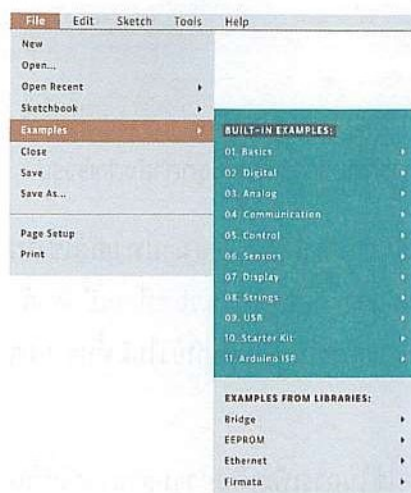 File Edit Sketch Tools Help
New
Open...
Open Recent
Sketchbook
Examples
Close
Save
Save As...
Page Setup
Print
BUILT-IN EXAMPLES:
01. Basics
02. Digital
03. Analog
04. Communication
05. Control
06. Sensors
07. Display
08. Strings
09. USB
10. Starter Kit
11. Arduino ISP
EXAMPLES FROM LIBRARIES:
Bridge
EEPROM
Ethernet
Firmata